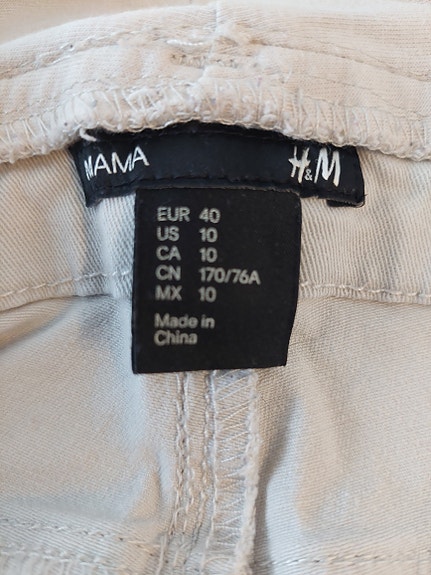 MAMA H&M
EUR 40
US 10
CA 10
CN 170/76A
MX 10
Made in
China